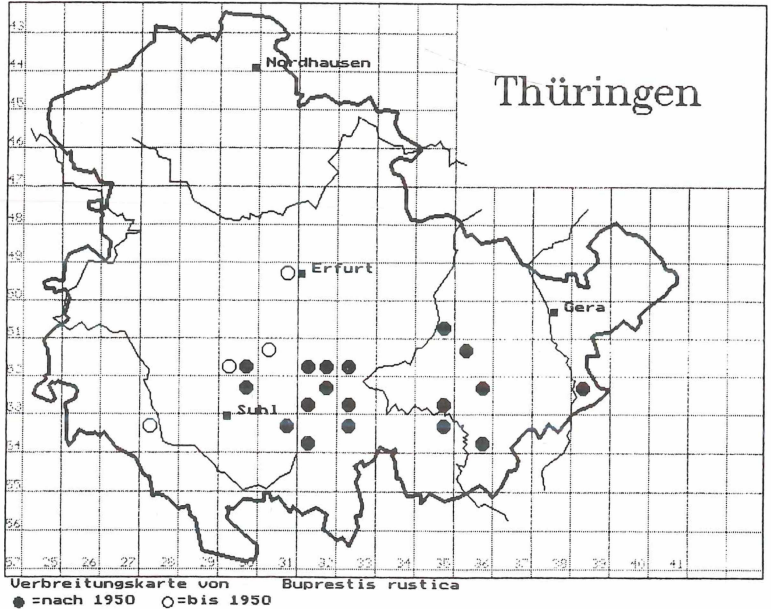 43
Nordhausen
44
Thüringen
45
46
47
48
49
Erfurt
50
Gera
51
52
53
Suhl
54
55
56
25 26 27 28 29 30 31 32 33 34 35 36 37 38 39 40 41
Verbreitungskarte von Buprestis rustica
●=nach 1950 ○=bis 1950